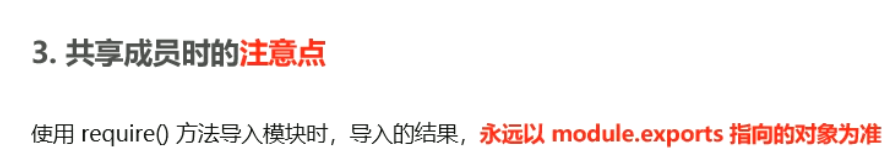 3. 共享成员时的注意点
使用 require() 方法导入模块时，导入的结果，永远以 module.exports 指向的对象为准